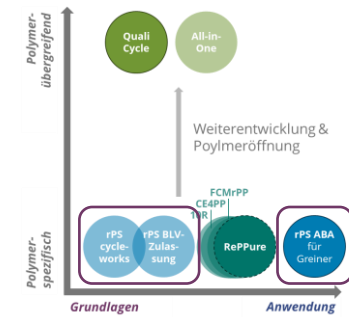 Polymer-
übergreifend
Quali
Cycle
All-in-
One
Weiterentwicklung &
Poylmeröffnung
FCMrPP
CE4PP
10R
Polymer-
spezifisch
rPS
cycle-
works
rPS BLV-
Zulas-
sung
RePPure
rPS ABA
für
Greiner
Grundlagen
Anwendung